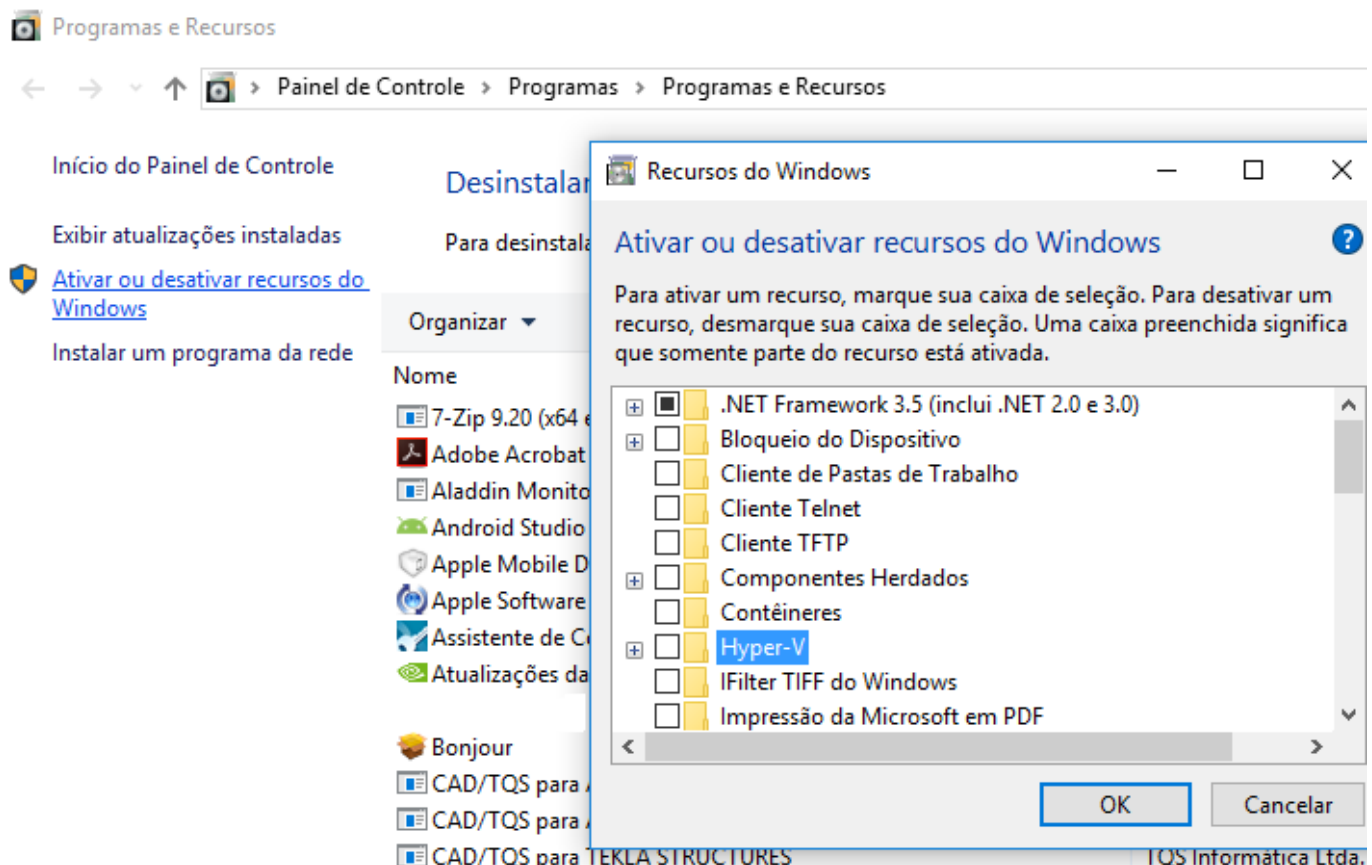 Programas e Recursos
Painel de Controle > Programas > Programas e Recursos
Início do Painel de Controle
Exibir atualizações instaladas
Ativar ou desativar recursos do
Windows
Instalar um programa da rede
Desinstalar
Para desinstala
Organizar
Nome
7-Zip 9.20 (x64 e
Adobe Acrobat
Aladdin Monito
Android Studio
Apple Mobile D
Apple Software
Assistente de C
Atualizações da
Bonjour
CAD/TQS para
CAD/TQS para
CAD/TQS para TEKLA STRUCTURES
TQS Informática Ltda.
Recursos do Windows
Ativar ou desativar recursos do Windows
Para ativar um recurso, marque sua caixa de seleção. Para desativar um
recurso, desmarque sua caixa de seleção. Uma caixa preenchida significa
que somente parte do recurso está ativada.
.NET Framework 3.5 (inclui .NET 2.0 e 3.0)
Bloqueio do Dispositivo
Cliente de Pastas de Trabalho
Cliente Telnet
Cliente TFTP
Componentes Herdados
Contêineres
Hyper-V
IFilter TIFF do Windows
Impressão da Microsoft em PDF
OK
Cancelar